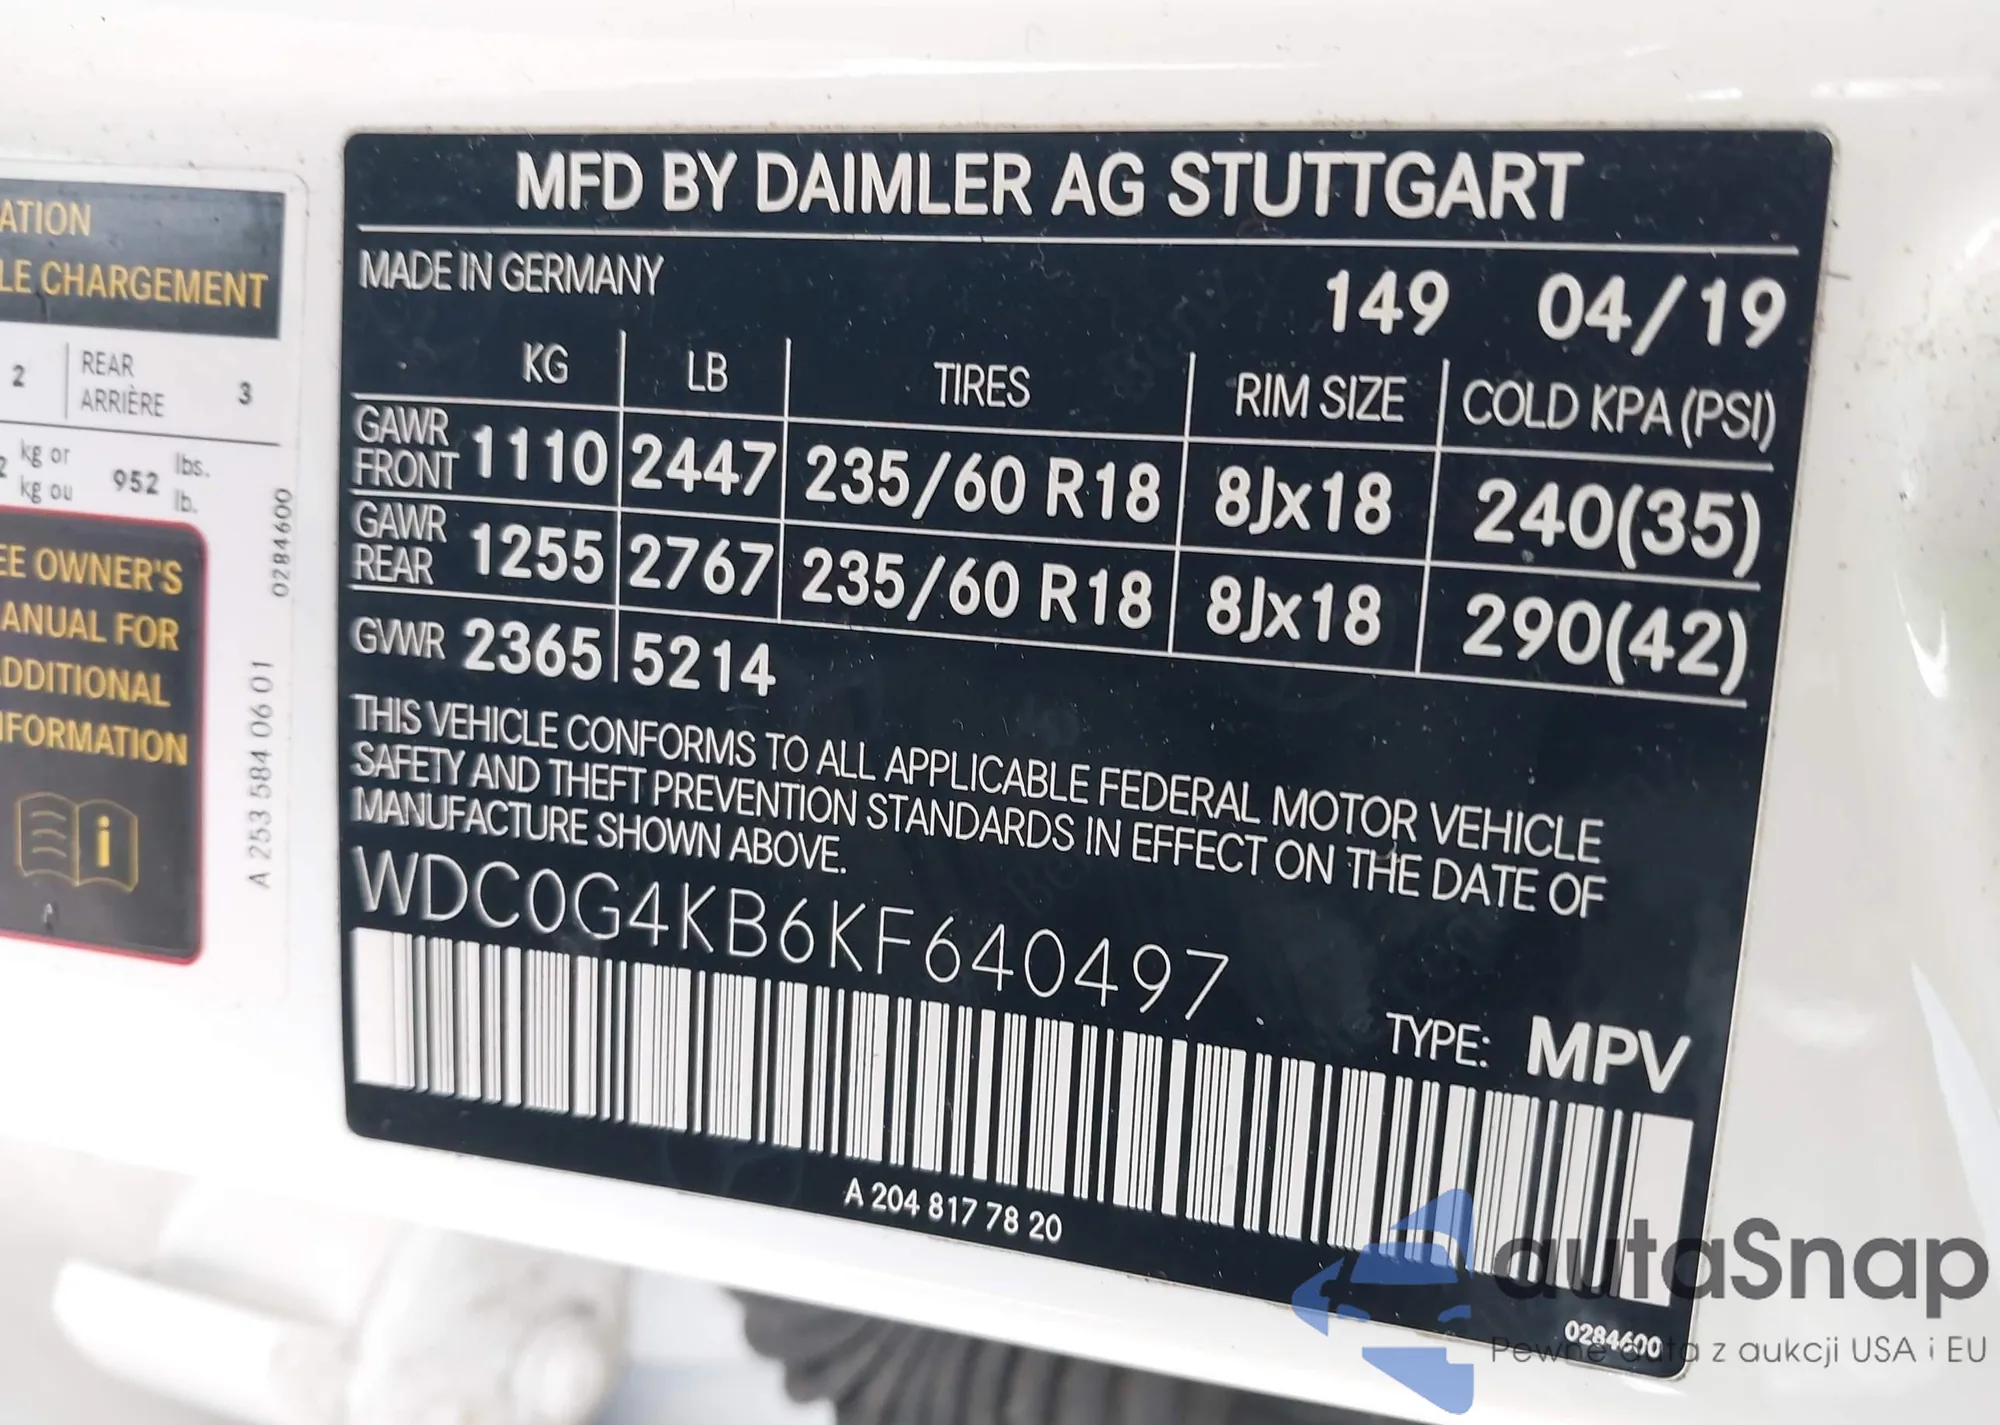 MFD BY DAIMLER AG STUTTGART
MADE IN GERMANY
149 04/19
KG LB TIRES RIM SIZE COLD KPA (PSI)
GAWR FRONT 1110 2447 235/60 R18 8Jx18 240(35)
GAWR REAR 1255 2767 235/60 R18 8Jx18 290(42)
GVWR 2365 5214
THIS VEHICLE CONFORMS TO ALL APPLICABLE FEDERAL MOTOR VEHICLE
SAFETY AND THEFT PREVENTION STANDARDS IN EFFECT ON THE DATE OF
MANUFACTURE SHOWN ABOVE.
WDC0G4KB6KF640497
TYPE: MPV
A 204 817 78 20
0284600
ATION
LE CHARGEMENT
2 REAR 3
ARRIÈRE
kg or 952 lbs.
kg ou lb.
0284600
A 253 584 06 01
EE OWNER'S
ANUAL FOR
DDITIONAL
NFORMATION
autaSnap
Pewne auta z aukcji USA i EU